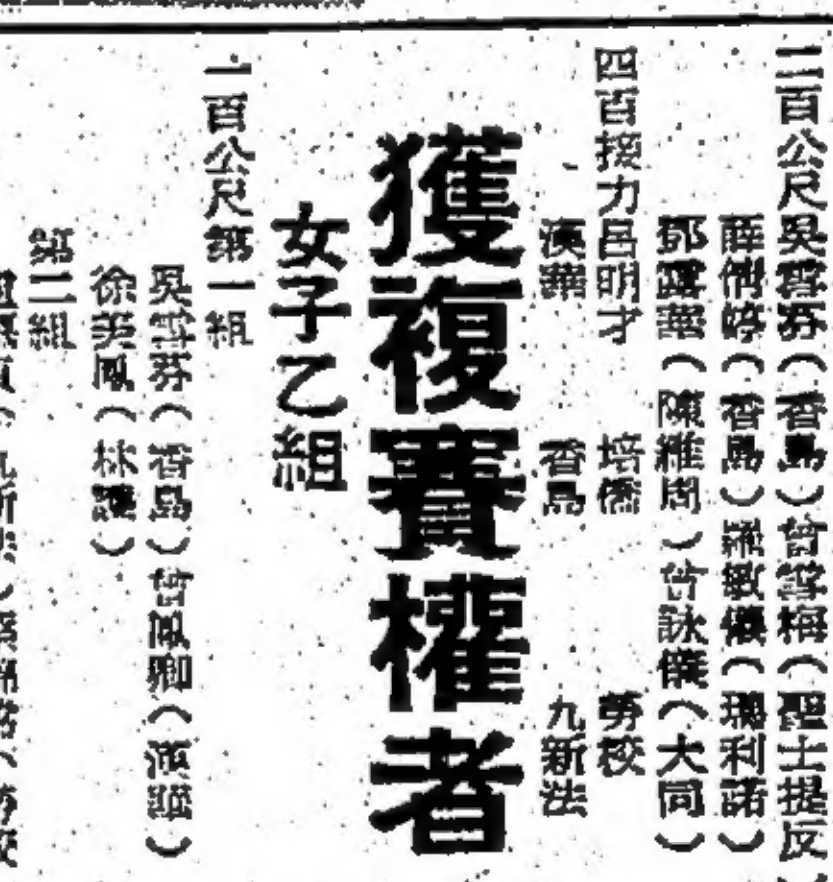 二百公尺吳雪芬(香島)曾雪梅(聖士提反
薛俏婷(香島)羅敏儀(瑪利諾)
鄧露華(陳維周)曾詠儀(大同)
四百接力呂明才 培僑 勞校
漢華 香島 九新法
獲複賽權者
女子乙組
一百公尺第一組
吳雪芬(香島)曾鳳卿(漢華)
徐美鳳(林護)
第二組